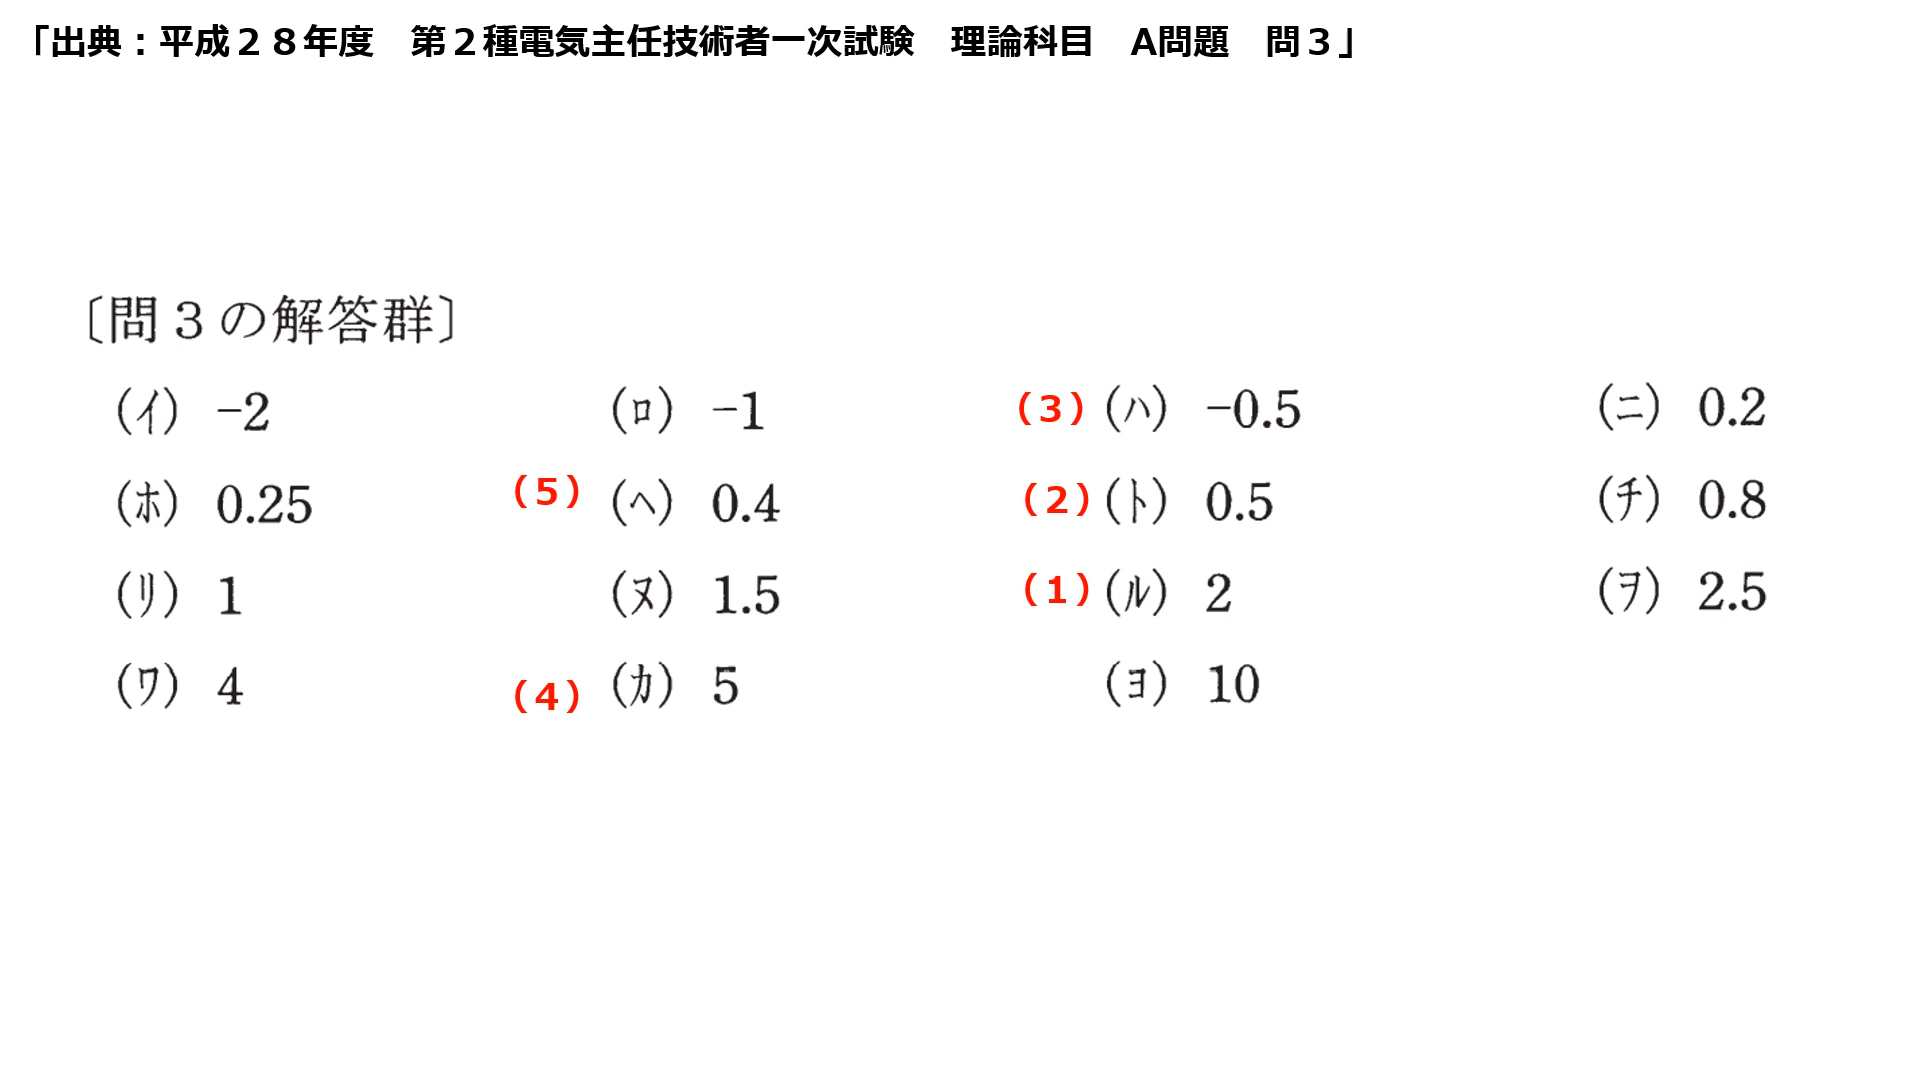 「出典：平成２８年度　第２種電気主任技術者一次試験　理論科目　A問題　問３」
〔問３の解答群〕
(イ) −2 (ロ) −1 （３） (ハ) −0.5 (ニ) 0.2
(ホ) 0.25 （５） (ヘ) 0.4 （２） (ト) 0.5 (チ) 0.8
(リ) 1 (ヌ) 1.5 （１） (ル) 2 (ヲ) 2.5
(ワ) 4 （４） (カ) 5 (ヨ) 10